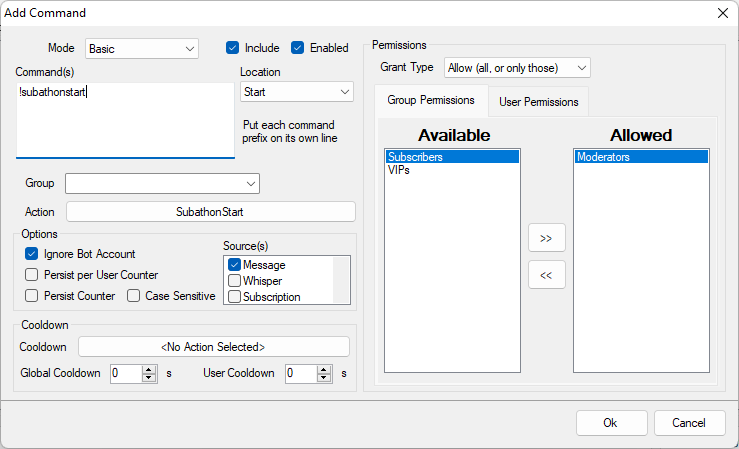 Add Command
Mode Basic Include Enabled
Command(s) Location
!subathonstart Start
Put each command
prefix on its own line
Group
Action SubathonStart
Options
Ignore Bot Account
Persist per User Counter
Persist Counter Case Sensitive
Source(s)
Message
Whisper
Subscription
Cooldown
Cooldown <No Action Selected>
Global Cooldown 0 s User Cooldown 0 s
Permissions
Grant Type Allow (all, or only those)
Group Permissions User Permissions
Available Allowed
Subscribers Moderators
VIPs
>>
<<
Ok Cancel